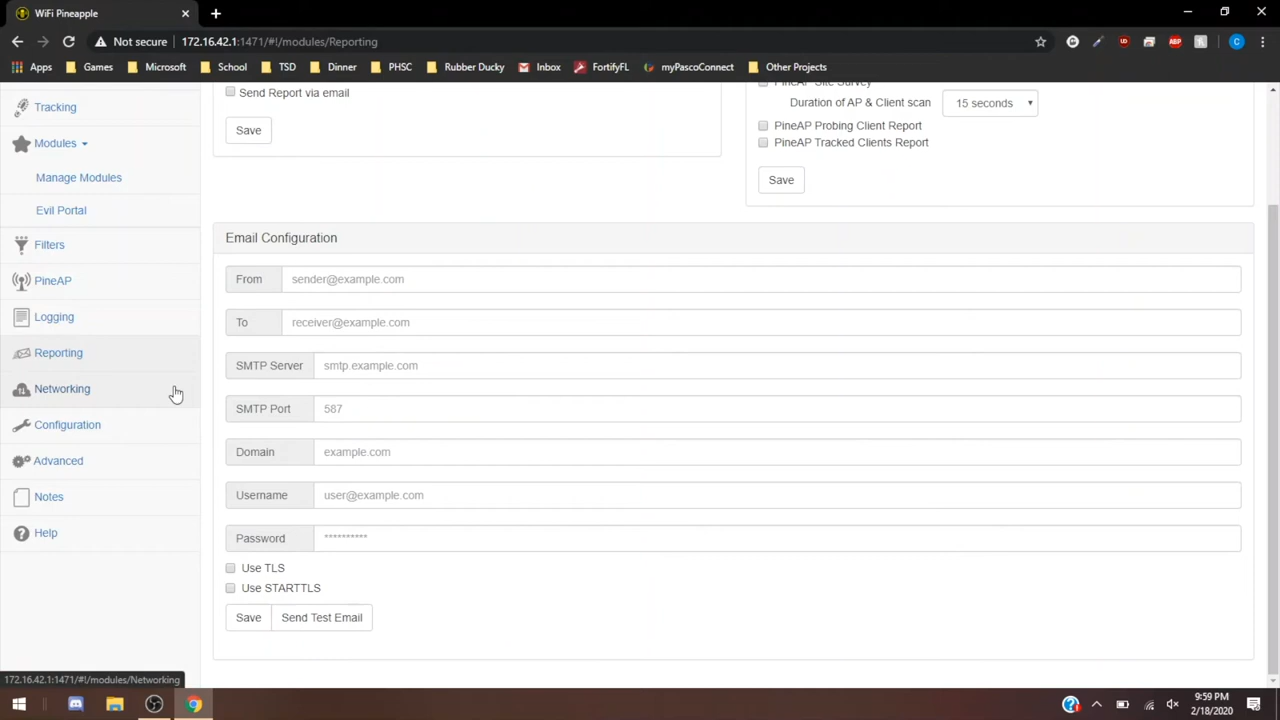 WiFi Pineapple
Not secure | 172.16.42.1:1471/#!/modules/Reporting
Apps Games Microsoft School TSD Dinner PHSC Rubber Ducky Inbox FortifyFL myPascoConnect Other Projects
Tracking
Modules
Manage Modules
Evil Portal
Filters
PineAP
Logging
Reporting
Networking
Configuration
Advanced
Notes
Help
Send Report via email
Save
PineAP Site Survey
Duration of AP & Client scan 15 seconds
PineAP Probing Client Report
PineAP Tracked Clients Report
Save
Email Configuration
From sender@example.com
To receiver@example.com
SMTP Server smtp.example.com
SMTP Port 587
Domain example.com
Username user@example.com
Password **********
Use TLS
Use STARTTLS
Save Send Test Email
172.16.42.1:1471/#!/modules/Networking
9:59 PM
2/18/2020